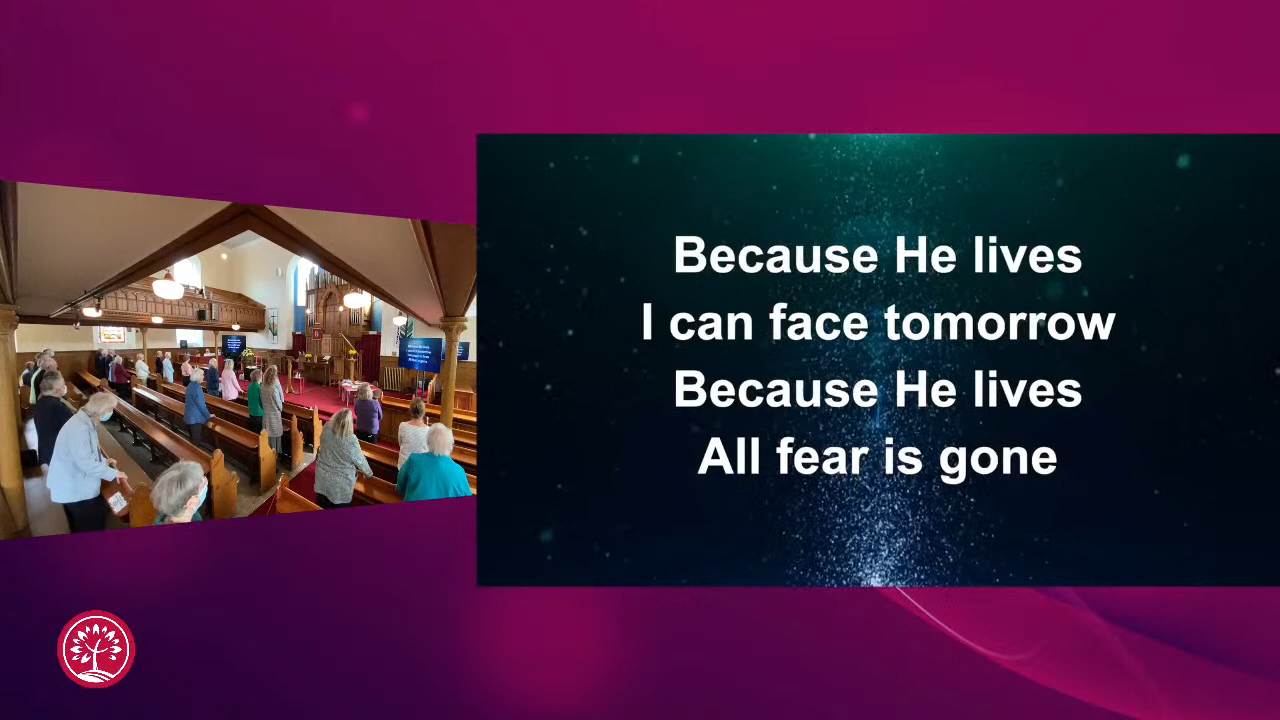 Because He lives
I can face tomorrow
Because He lives
All fear is gone